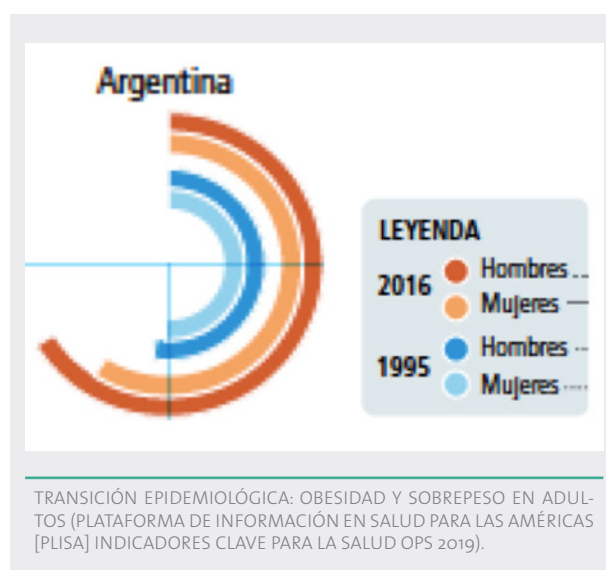 Argentina
LEYENDA
2016
Hombres
Mujeres
1995
Hombres
Mujeres
TRANSICIÓN EPIDEMIOLÓGICA: OBESIDAD Y SOBREPESO EN ADUL-
TOS (PLATAFORMA DE INFORMACIÓN EN SALUD PARA LAS AMÉRICAS
[PLISA] INDICADORES CLAVE PARA LA SALUD OPS 2019).